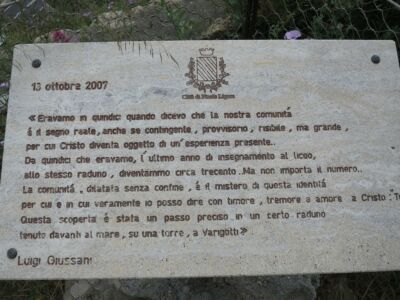 13 ottobre 2007
Città di Finale Ligure
« Eravamo in quindici quando dicevo che la nostra comunità
é il segno reale, anche se contingente, provvisorio, risibile, ma grande,
per cui Cristo diventa oggetto di un'esperienza presente..
Da quindici che eravamo, l'ultimo anno di insegnamento al liceo,
allo stesso raduno, diventammo circa trecento. Ma non importa il numero..
La comunità, dilatata senza confine, é il mistero di questa identità
per cui e in cui veramente io posso dire con timore, tremore e amore a Cristo: "T
Questa scoperta é stata un passo preciso in un certo raduno
tenuto davanti al mare, su una torre, a Varigotti»
Luigi Giussani